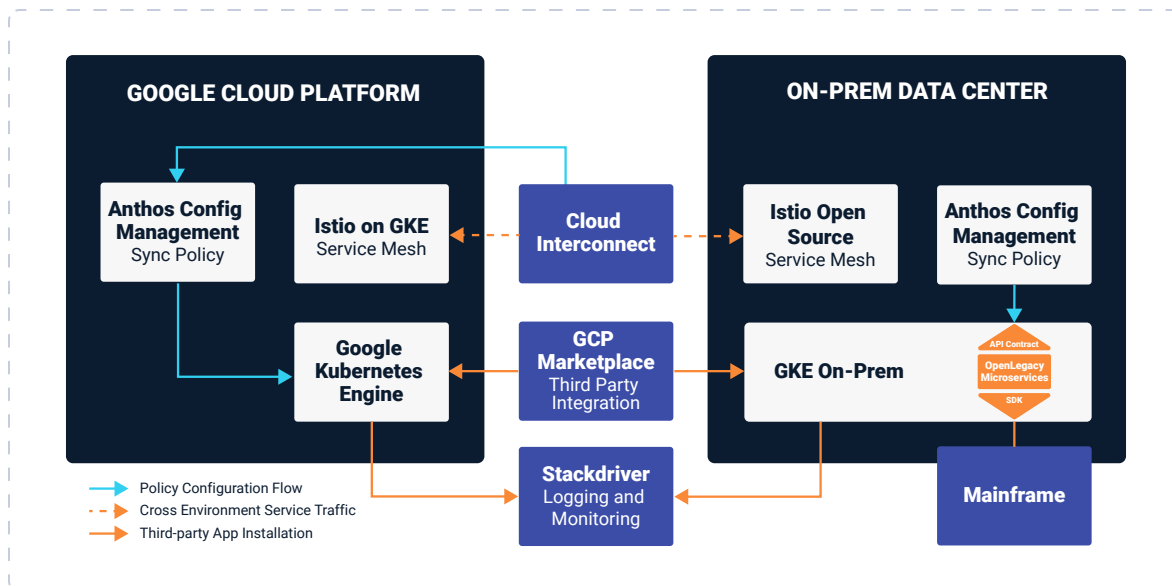 GOOGLE CLOUD PLATFORM
ON-PREM DATA CENTER
Anthos Config
Management
Sync Policy
Istio on GKE
Service Mesh
Cloud
Interconnect
Istio Open
Source
Service Mesh
Anthos Config
Management
Sync Policy
Google
Kubernetes
Engine
GCP
Marketplace
Third Party
Integration
GKE On-Prem
API Contract
OpenLegacy
Microservices
SDK
Stackdriver
Logging and
Monitoring
Mainframe
Policy Configuration Flow
Cross Environment Service Traffic
Third-party App Installation